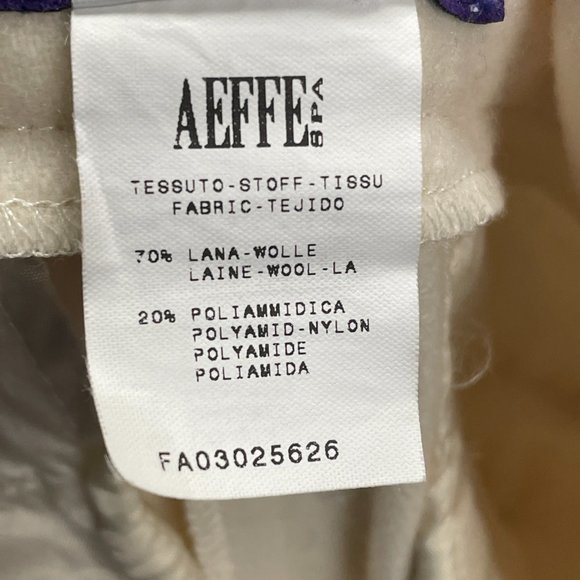 AEFFE SPA
TESSUTO-STOFF-TISSU
FABRIC-TEJIDO
70% LANA-WOLLE
LAINE-WOOL-LA
20% POLIAMMIDICA
POLYAMID-NYLON
POLYAMIDE
POLIAMIDA
FA03025626